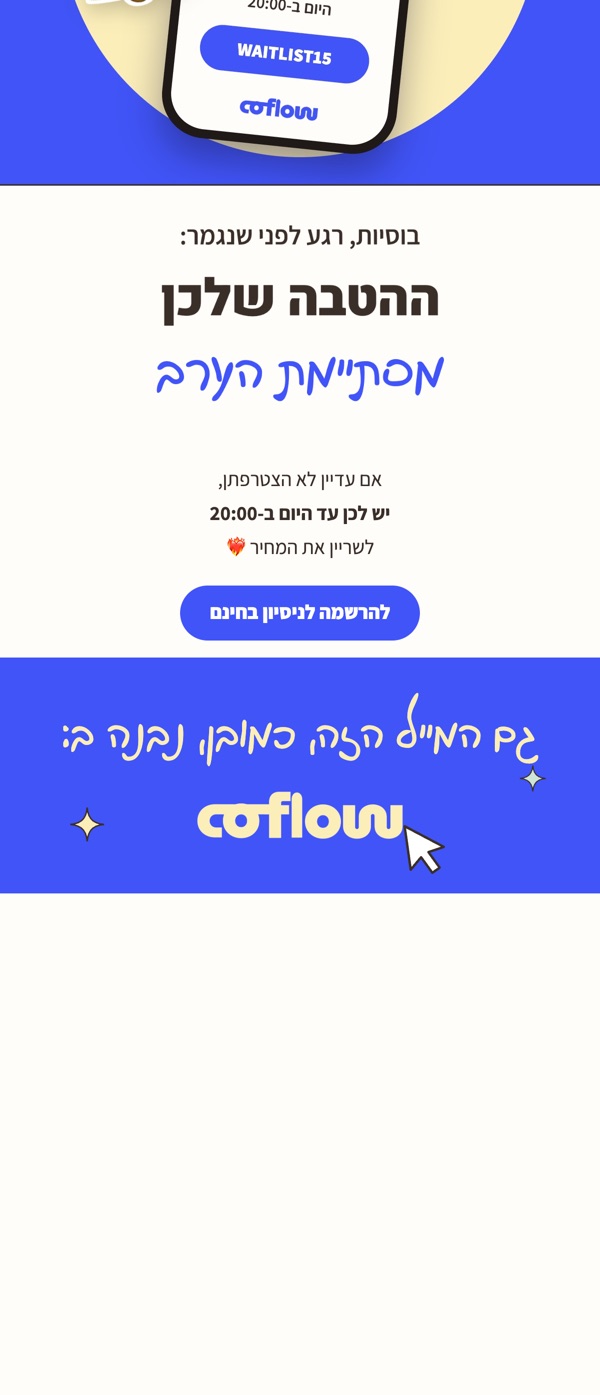 היום ב-20:00
WAITLIST15
coflow
בוסיות, רגע לפני שנגמר:
ההטבה שלכן
מסתיימת הערב
אם עדיין לא הצטרפתן,
יש לכן עד היום ב-20:00
לשריין את המחיר ❤️‍🔥
להרשמה לניסיון בחינם
גם המייל הזה, כמובן, נבנה ב:
coflow